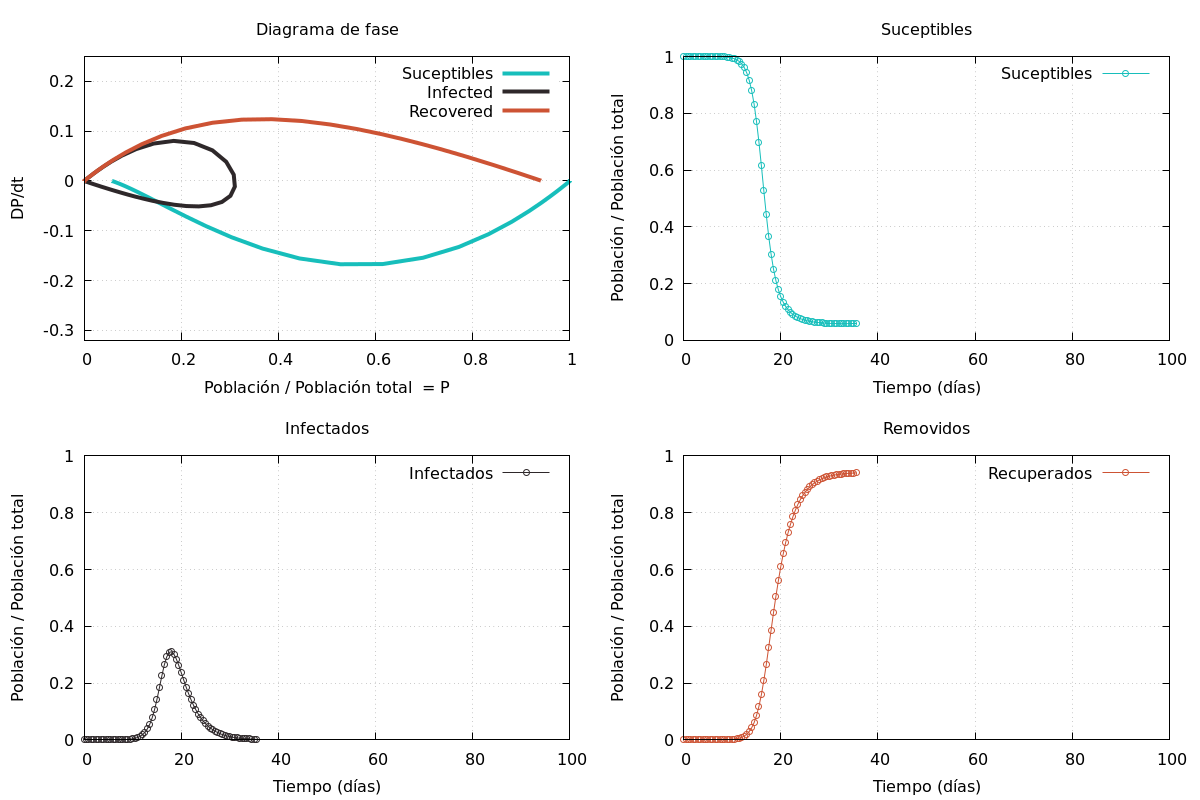 Diagrama de fase
DP/dt
0.2
0.1
0
-0.1
-0.2
-0.3
Suceptibles
Infected
Recovered
0 0.2 0.4 0.6 0.8 1
Población / Población total = P
Suceptibles
Población / Población total
1
0.8
0.6
0.4
0.2
0
Suceptibles
0 20 40 60 80 100
Tiempo (días)
Infectados
Población / Población total
1
0.8
0.6
0.4
0.2
0
Infectados
0 20 40 60 80 100
Tiempo (días)
Removidos
Población / Población total
1
0.8
0.6
0.4
0.2
0
Recuperados
0 20 40 60 80 100
Tiempo (días)